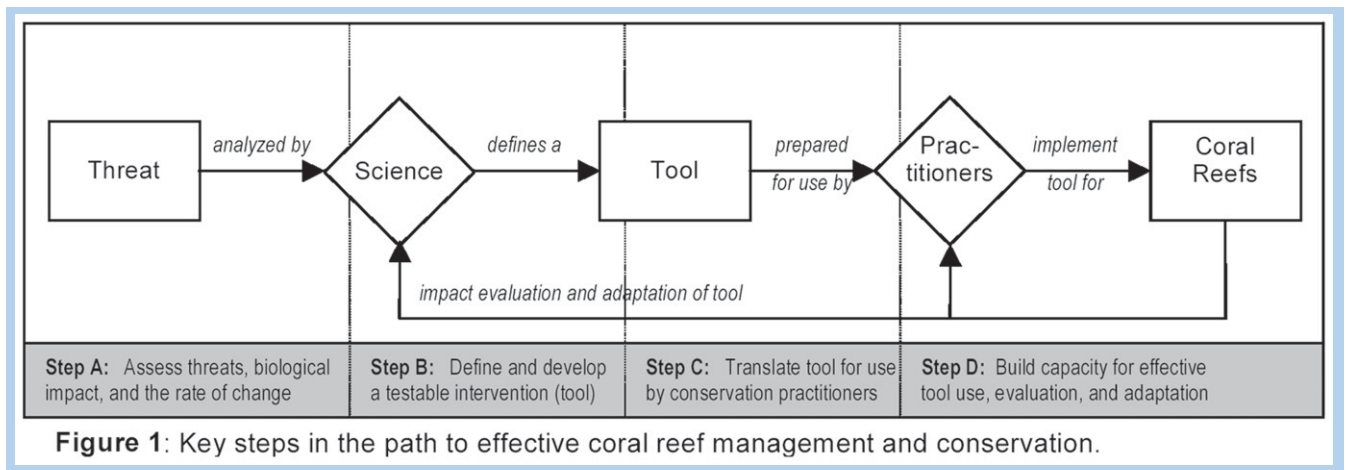 Threat
analyzed by
Science
defines a
Tool
prepared
for use by
Prac-
titioners
implement
tool for
Coral
Reefs
impact evaluation and adaptation of tool
Step A: Assess threats, biological
impact, and the rate of change
Step B: Define and develop
a testable intervention (tool)
Step C: Translate tool for use
by conservation practitioners
Step D: Build capacity for effective
tool use, evaluation, and adaptation
Figure 1: Key steps in the path to effective coral reef management and conservation.